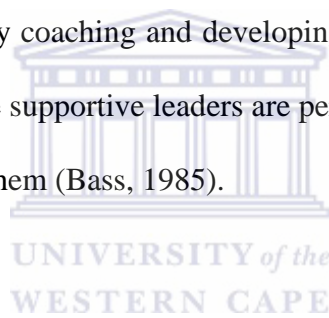 y coaching and developin
supportive leaders are pe
hem (Bass, 1985).
UNIVERSITY of the
WESTERN CAPE